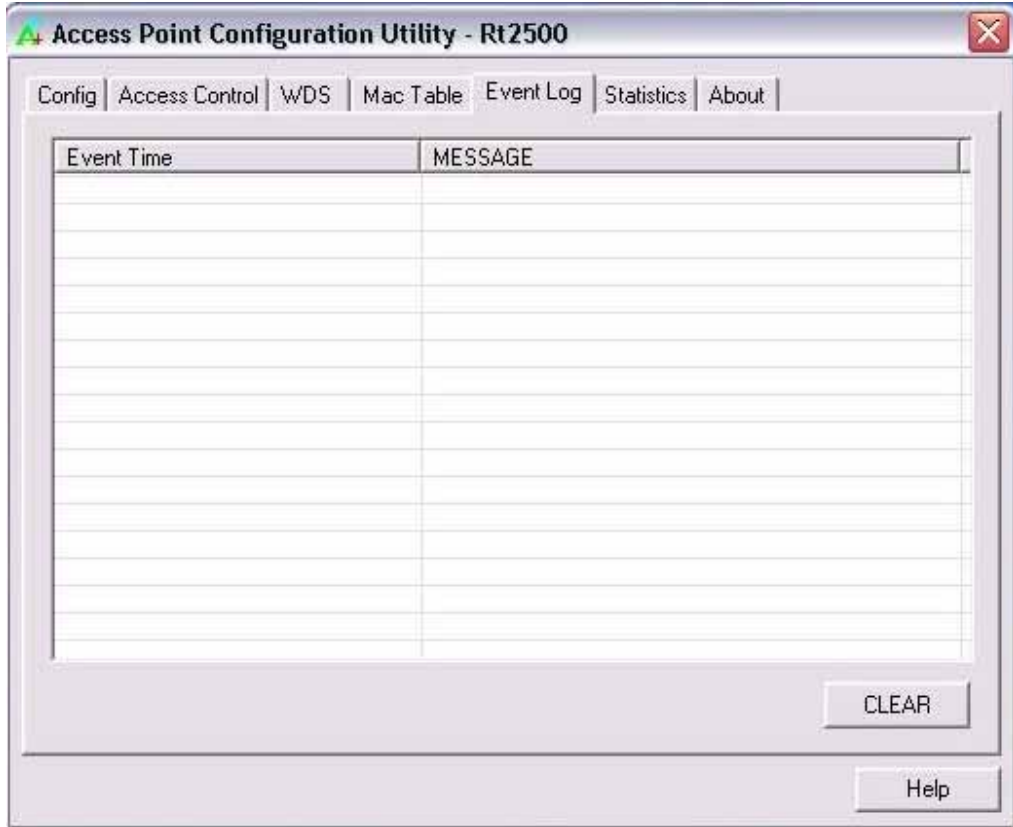 Access Point Configuration Utility - Rt2500
Config Access Control WDS Mac Table Event Log Statistics About
Event Time MESSAGE
CLEAR
Help